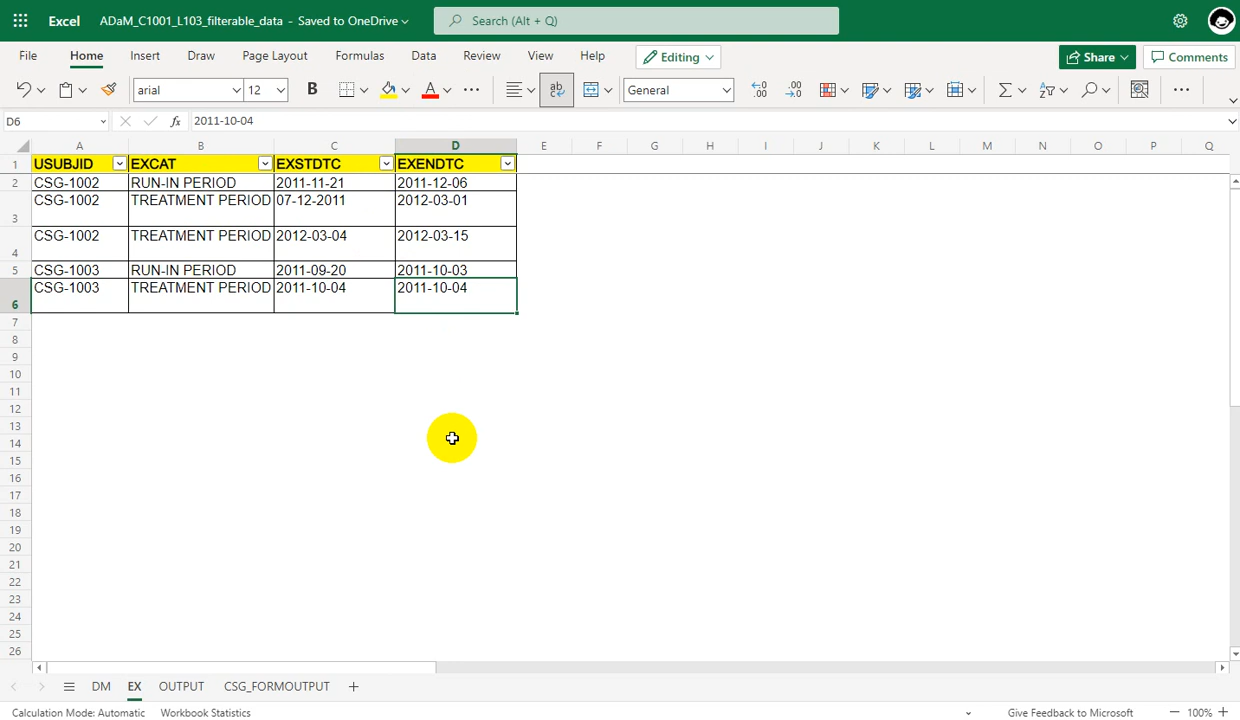 Excel ADaM_C1001_L103_filterable_data - Saved to OneDrive Search (Alt + Q)
File Home Insert Draw Page Layout Formulas Data Review View Help Editing Share Comments
arial 12 B A ab General .00 .00
D6 fx 2011-10-04
A B C D E F G H I J K L M N O P Q
1 USUBJID EXCAT EXSTDTC EXENDTC
2 CSG-1002 RUN-IN PERIOD 2011-11-21 2011-12-06
3 CSG-1002 TREATMENT PERIOD 07-12-2011 2012-03-01
4 CSG-1002 TREATMENT PERIOD 2012-03-04 2012-03-15
5 CSG-1003 RUN-IN PERIOD 2011-09-20 2011-10-03
6 CSG-1003 TREATMENT PERIOD 2011-10-04 2011-10-04
7
8
9
10
11
12
13
14
15
16
17
18
19
20
21
22
23
24
25
26
DM EX OUTPUT CSG_FORMOUTPUT
Calculation Mode: Automatic Workbook Statistics Give Feedback to Microsoft 100%